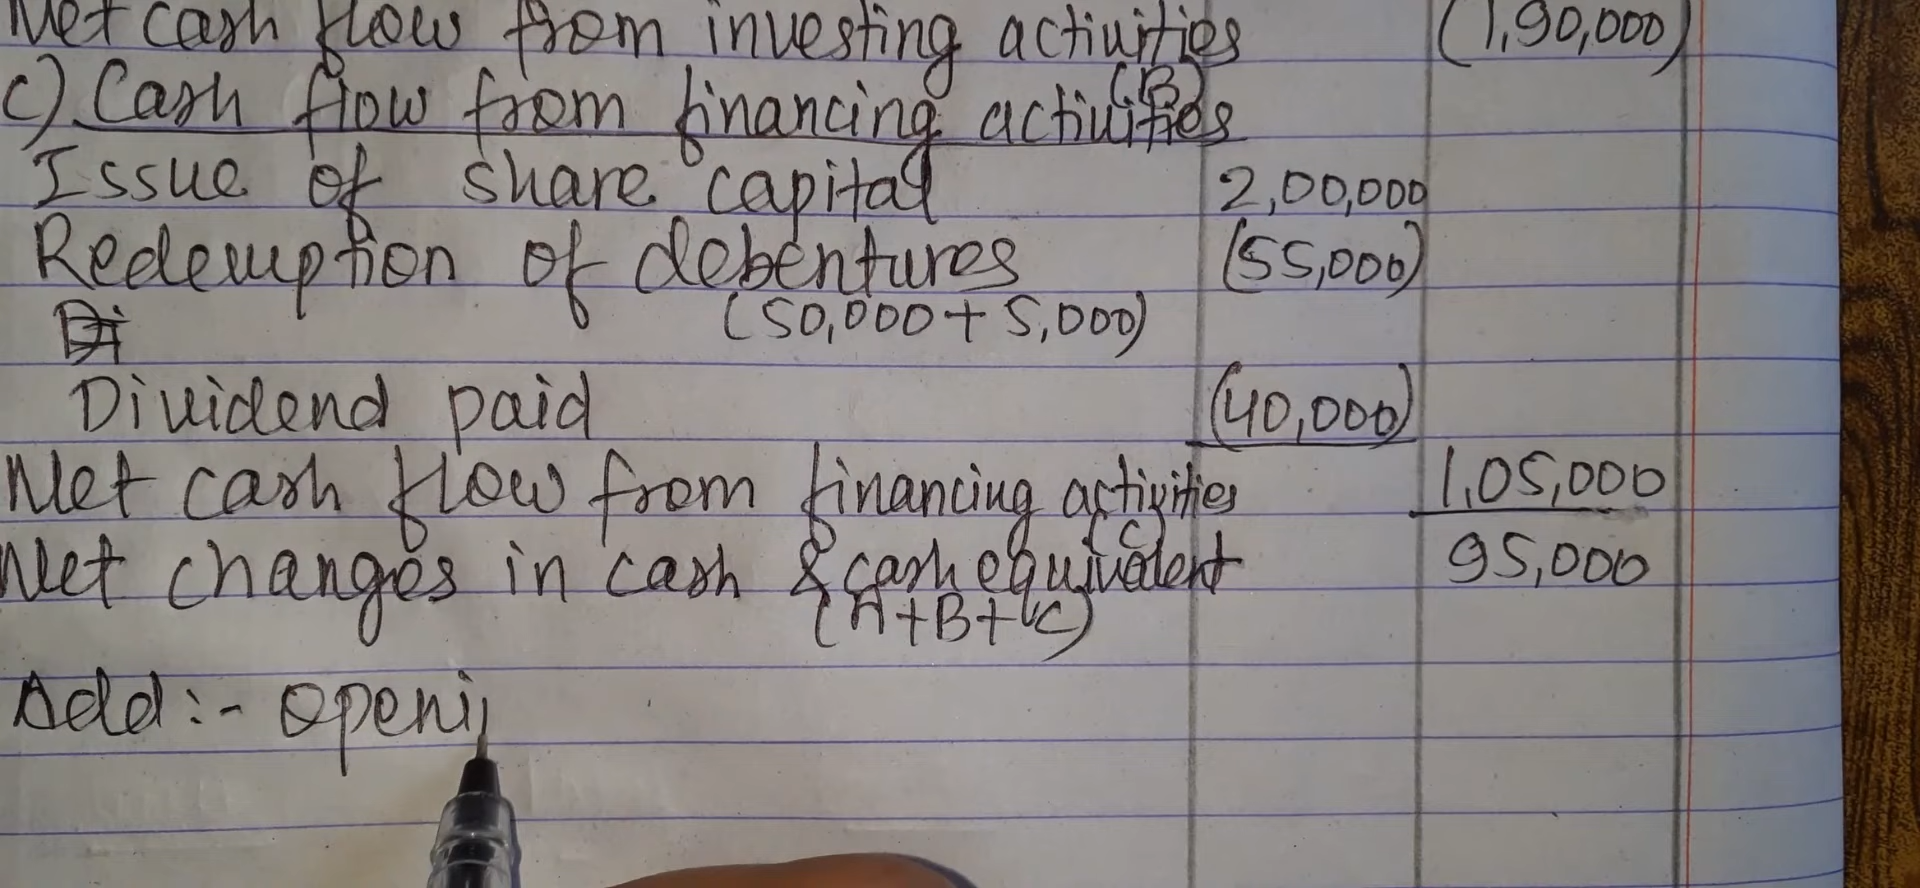 Net cash flow from investing activities (1,90,000)
(B)
C) Cash flow from financing activities
Issue of share capital 2,00,000
Redemption of debentures (55,000)
(50,000+5,000)
Dividend paid (40,000)
Net cash flow from financing activities 1,05,000
(C)
Net changes in cash & cash equivalent 95,000
(A+B+C)
Add:- Openi